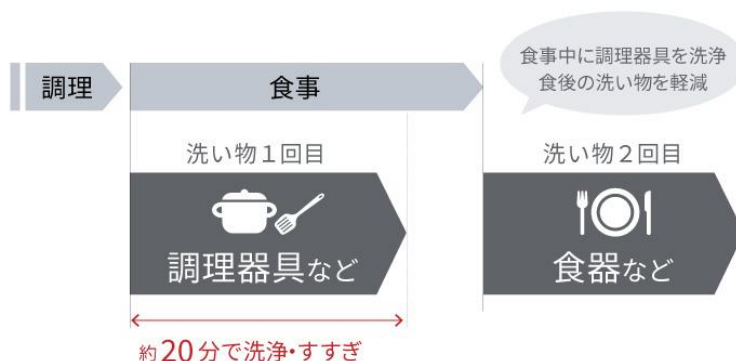 食事中に調理器具を洗浄
食後の洗い物を軽減
調理
食事
洗い物1回目
洗い物2回目
調理器具など
食器など
約20分で洗浄・すすぎ